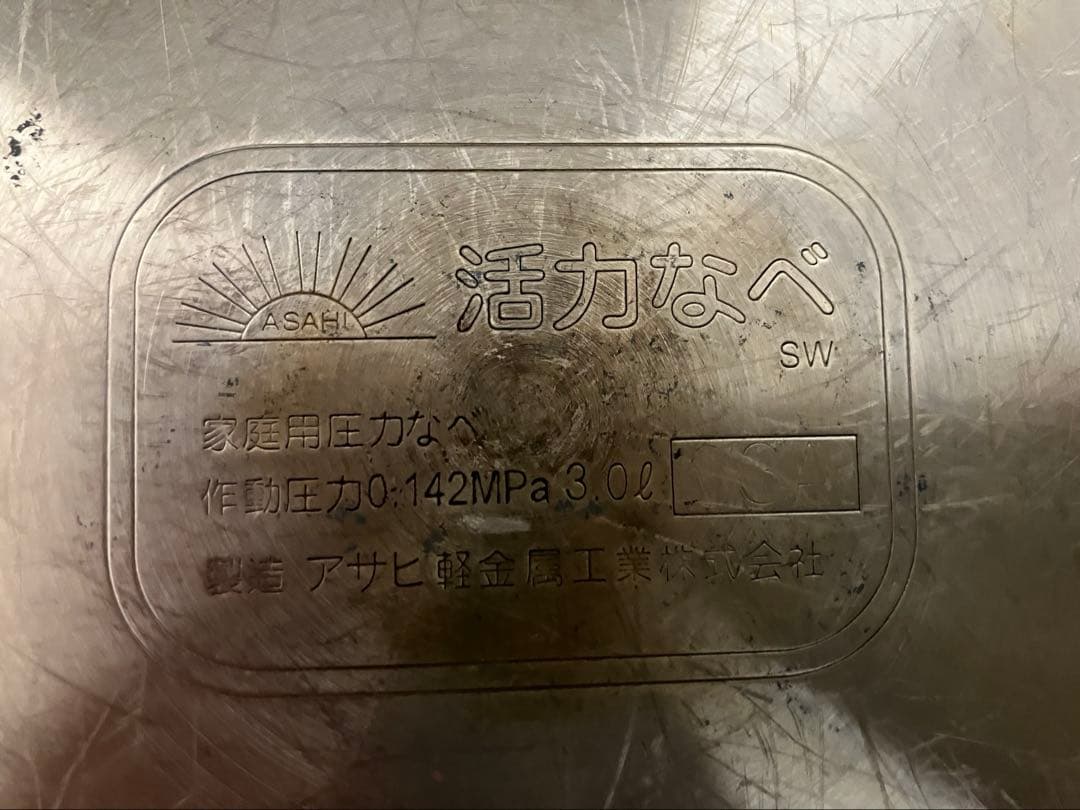 ASAHI
活力なべ
SW
家庭用圧力なべ
作動圧力0.142MPa 3.0ℓ
製造 アサヒ軽金属工業株式会社